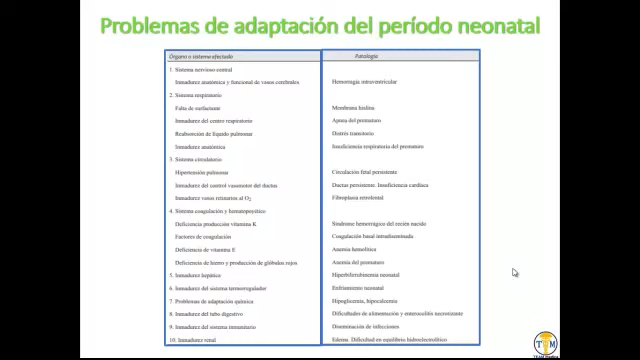 Problemas de adaptación del período neonatal
Órgano o sistema afectado Patología
1. Sistema nervioso central
Inmadurez anatómica y funcional de vasos cerebrales Hemorragia intraventricular
2. Sistema respiratorio
Falta de surfactante Membrana hialina
Inmadurez del centro respiratorio Apnea del prematuro
Reabsorción de líquido pulmonar Distrés transitorio
Inmadurez anatómica Insuficiencia respiratoria del prematuro
3. Sistema circulatorio
Hipertensión pulmonar Circulación fetal persistente
Inmadurez del control vasomotor del ductus Ductus persistente. Insuficiencia cardíaca
Inmadurez vasos retinarios al O2 Fibroplasia retrolental
4. Sistema coagulación y hematopoyético
Deficiencia producción vitamina K Síndrome hemorrágico del recién nacido
Factores de coagulación Coagulación basal intradiseminada
Deficiencia de vitamina E Anemia hemolítica
Deficiencia de hierro y producción de glóbulos rojos Anemia del prematuro
5. Inmadurez hepática Hiperbilirrubinemia neonatal
6. Inmadurez del sistema termorregulador Enfriamiento neonatal
7. Problemas de adaptación química Hipoglicemia, hipocalcemia
8. Inmadurez del tubo digestivo Dificultador de alimentación y enterocolitis necrotizante
9. Inmadurez del sistema inmunitario Diseminación de infecciones
10. Inmadurez renal Edema. Dificultad en equilibrio hidroelectrolítico